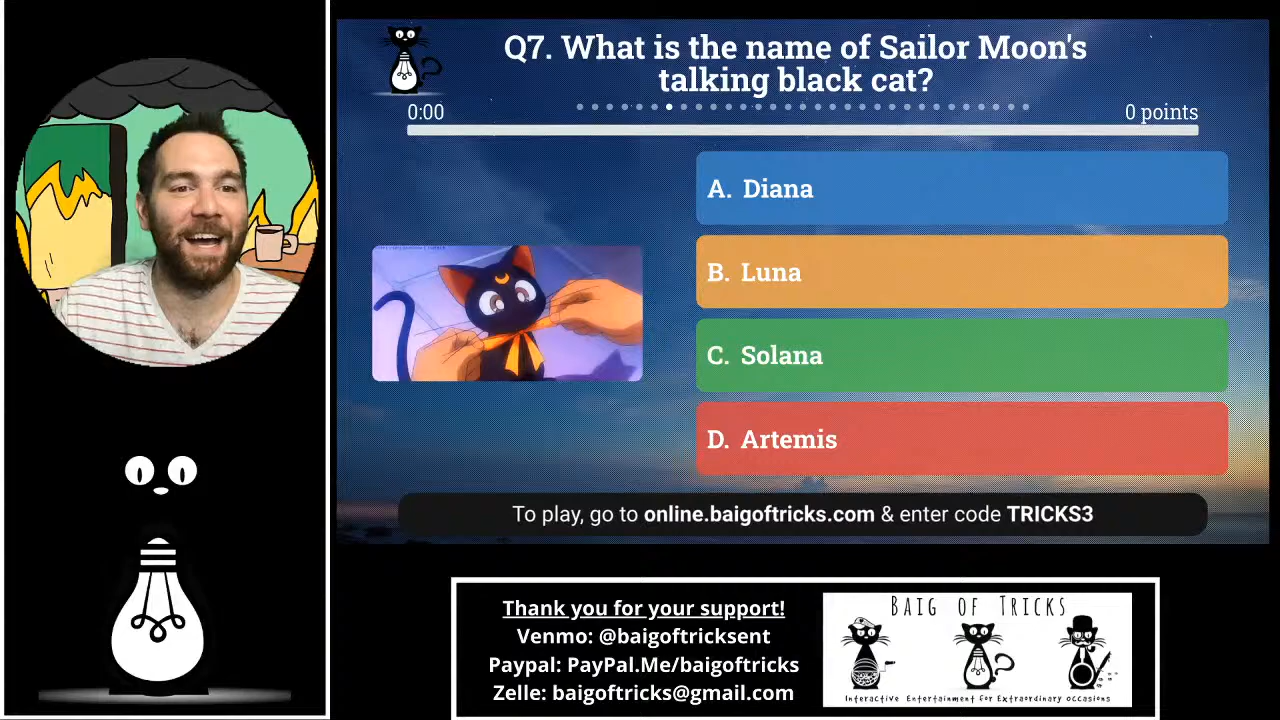 Q7. What is the name of Sailor Moon's
talking black cat?
0:00
0 points
A. Diana
B. Luna
C. Solana
D. Artemis
To play, go to online.baigoftricks.com & enter code TRICKS3
Thank you for your support!
Venmo: @baigoftricksent
Paypal: PayPal.Me/baigoftricks
Zelle: baigoftricks@gmail.com
BAIG OF TRICKS
Interactive Entertainment for Extraordinary occasions